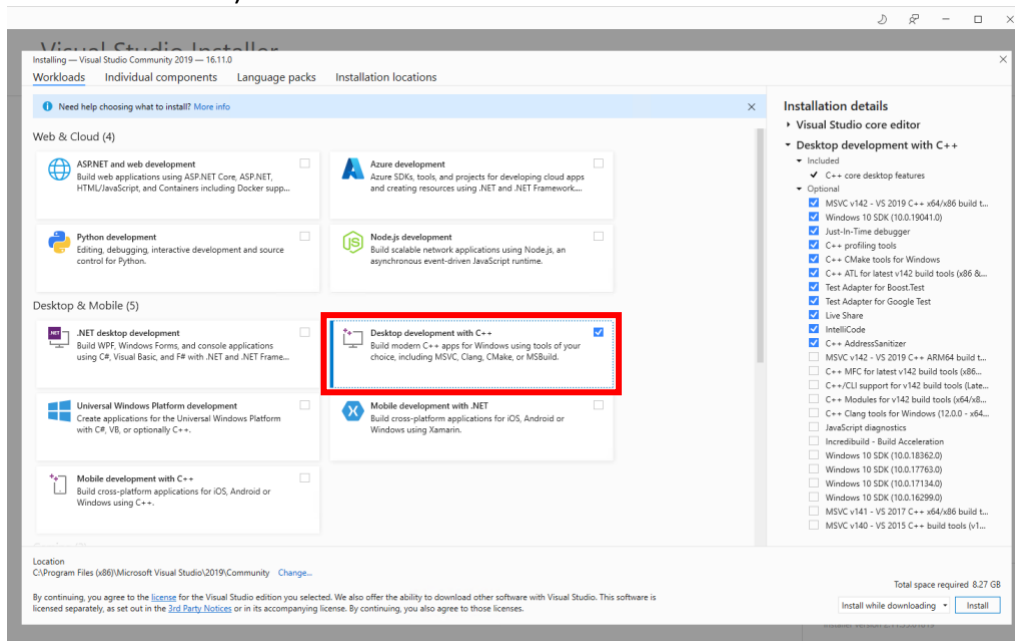 Visual Studio Installer
Installing — Visual Studio Community 2019 — 16.11.0
Workloads Individual components Language packs Installation locations
Need help choosing what to install? More info
Web & Cloud (4)
ASP.NET and web development
Build web applications using ASP.NET Core, ASP.NET,
HTML/JavaScript, and Containers including Docker supp...
Azure development
Azure SDKs, tools, and projects for developing cloud apps
and creating resources using .NET and .NET Framework....
Python development
Editing, debugging, interactive development and source
control for Python.
Node.js development
Build scalable network applications using Node.js, an
asynchronous event-driven JavaScript runtime.
Desktop & Mobile (5)
.NET desktop development
Build WPF, Windows Forms, and console applications
using C#, Visual Basic, and F# with .NET and .NET Frame...
Desktop development with C++
Build modern C++ apps for Windows using tools of your
choice, including MSVC, Clang, CMake, or MSBuild.
Universal Windows Platform development
Create applications for the Universal Windows Platform
with C#, VB, or optionally C++.
Mobile development with .NET
Build cross-platform applications for iOS, Android or
Windows using Xamarin.
Mobile development with C++
Build cross-platform applications for iOS, Android or
Windows using C++.
Installation details
Visual Studio core editor
Desktop development with C++
Included
C++ core desktop features
Optional
MSVC v142 - VS 2019 C++ x64/x86 build t...
Windows 10 SDK (10.0.19041.0)
Just-In-Time debugger
C++ profiling tools
C++ CMake tools for Windows
C++ ATL for latest v142 build tools (x86 &...
Test Adapter for Boost.Test
Test Adapter for Google Test
Live Share
IntelliCode
C++ AddressSanitizer
MSVC v142 - VS 2019 C++ ARM64 build t...
C++ MFC for latest v142 build tools (x86...
C++/CLI support for v142 build tools (Late...
C++ Modules for v142 build tools (x64/x8...
C++ Clang tools for Windows (12.0.0 - x64...
JavaScript diagnostics
Incredibuild - Build Acceleration
Windows 10 SDK (10.0.18362.0)
Windows 10 SDK (10.0.17763.0)
Windows 10 SDK (10.0.17134.0)
Windows 10 SDK (10.0.16299.0)
MSVC v141 - VS 2017 C++ x64/x86 build t...
MSVC v140 - VS 2015 C++ build tools (v1...
Location
C:\Program Files (x86)\Microsoft Visual Studio\2019\Community Change...
By continuing, you agree to the license for the Visual Studio edition you selected. We also offer the ability to download other software with Visual Studio. This software is
licensed separately, as set out in the 3rd Party Notices or in its accompanying license. By continuing, you also agree to those licenses.
Total space required 8.27 GB
Install while downloading Install